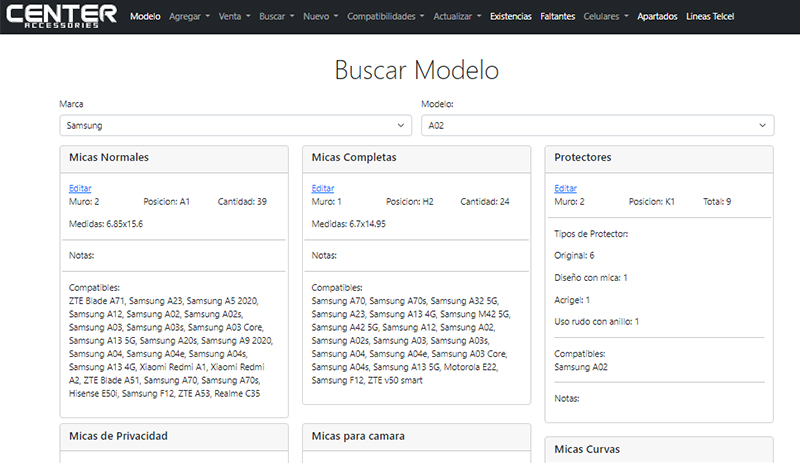 CENTER
ACCESSORIES
Modelo Agregar Venta Buscar Nuevo Compatibilidades Actualizar Existencias Faltantes Celulares Apartados Lineas Telcel
Buscar Modelo
Marca
Samsung
Modelo:
A02
Micas Normales
Editar
Muro: 2 Posicion: A1 Cantidad: 39
Medidas: 6.85x15.6
Notas:
Compatibles:
ZTE Blade A71, Samsung A23, Samsung A5 2020,
Samsung A12, Samsung A02, Samsung A02s,
Samsung A03, Samsung A03s, Samsung A03 Core,
Samsung A13 5G, Samsung A20s, Samsung A9 2020,
Samsung A04, Samsung A04e, Samsung A04s,
Samsung A13 4G, Xiaomi Redmi A1, Xiaomi Redmi
A2, ZTE Blade A51, Samsung A70, Samsung A70s,
Hisense E50i, Samsung F12, ZTE A53, Realme C35
Micas Completas
Editar
Muro: 1 Posicion: H2 Cantidad: 24
Medidas: 6.7x14.95
Notas:
Compatibles:
Samsung A70, Samsung A70s, Samsung A32 5G,
Samsung A23, Samsung A13 4G, Samsung M42 5G,
Samsung A42 5G, Samsung A12, Samsung A02,
Samsung A02s, Samsung A03, Samsung A03s,
Samsung A04, Samsung A04e, Samsung A03 Core,
Samsung A04s, Samsung A13 5G, Motorola E22,
Samsung F12, ZTE v50 smart
Protectores
Editar
Muro: 2 Posicion: K1 Total: 9
Tipos de Protector:
Original: 6
Diseño con mica: 1
Acrigel: 1
Uso rudo con anillo: 1
Compatibles:
Samsung A02
Notas:
Micas de Privacidad
Micas para camara
Micas Curvas